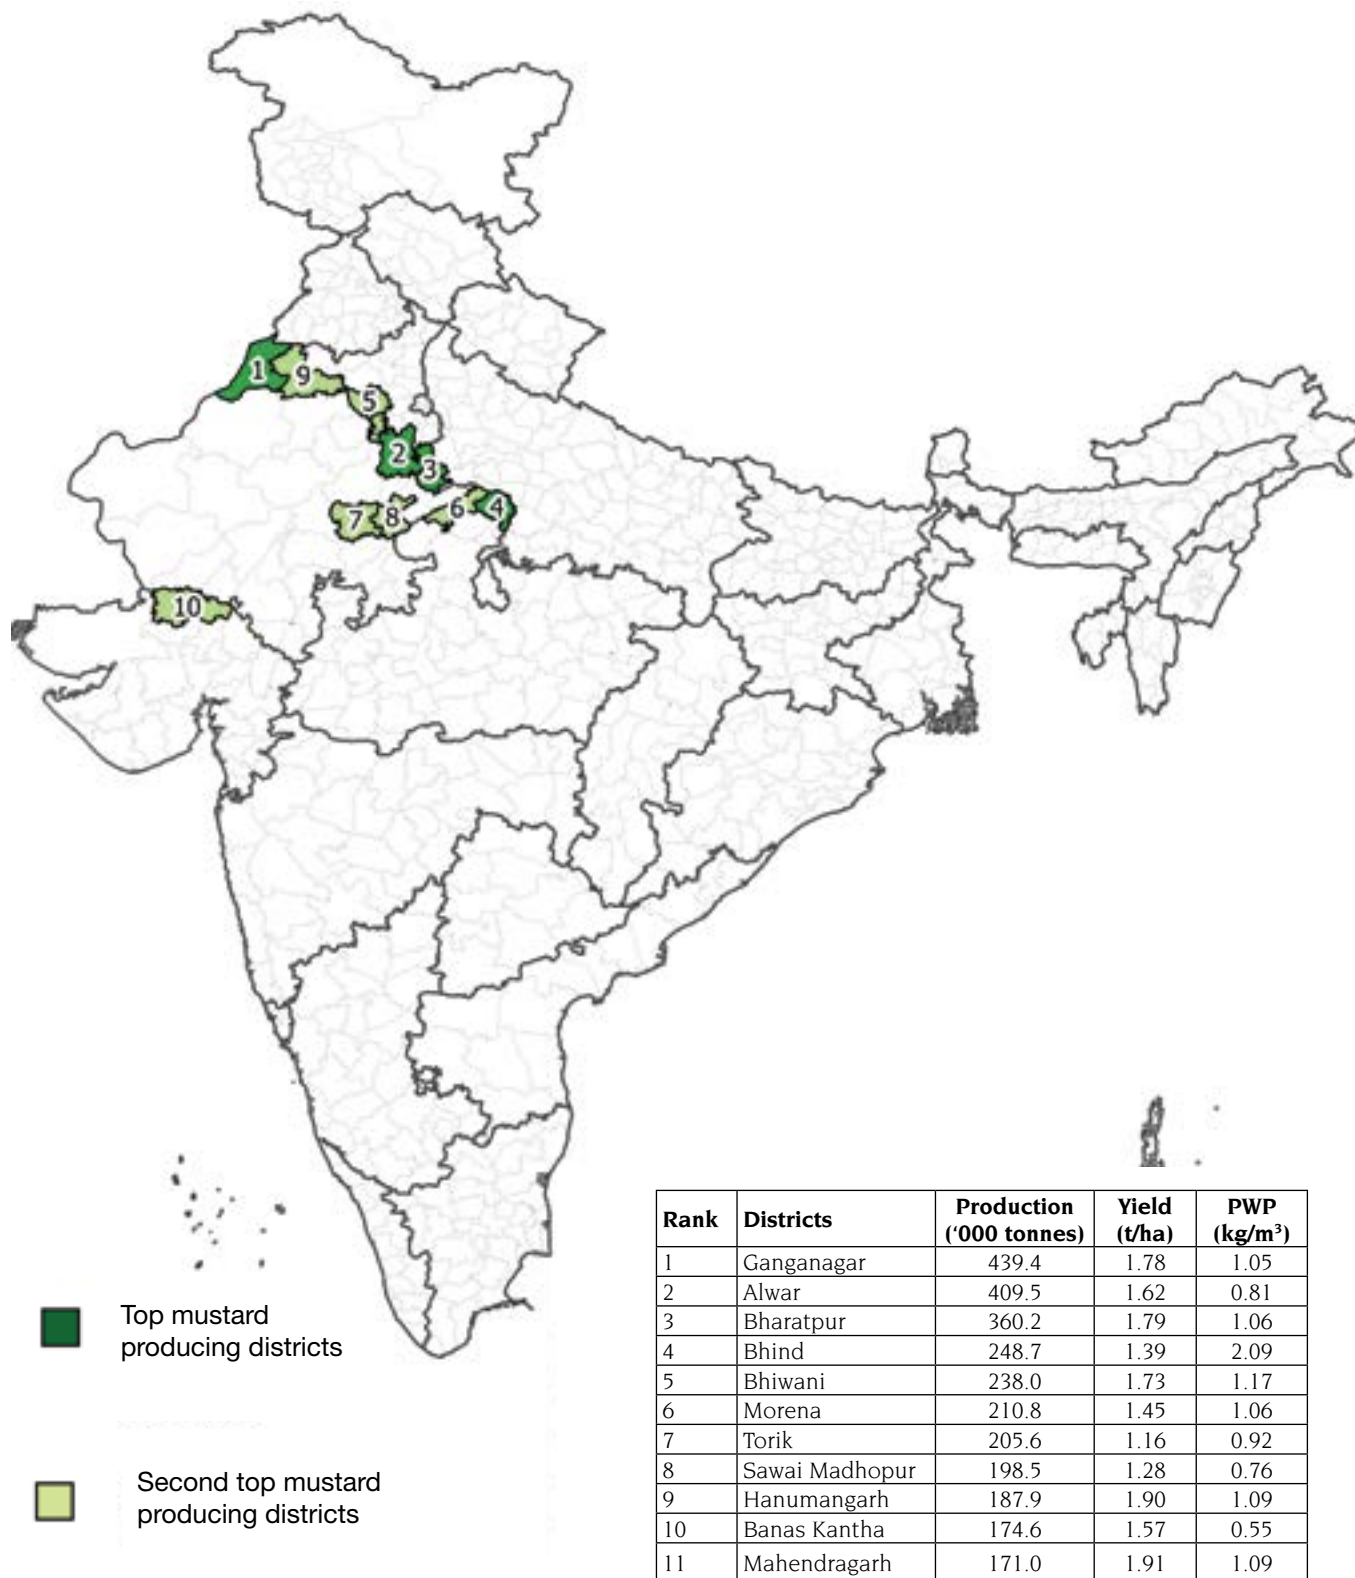 1
9
5
2
3
6
4
7
8
10
Top mustard
producing districts
Second top mustard
producing districts
Rank Districts Production (‘000 tonnes) Yield (t/ha) PWP (kg/m³)
1 Ganganagar 439.4 1.78 1.05
2 Alwar 409.5 1.62 0.81
3 Bharatpur 360.2 1.79 1.06
4 Bhind 248.7 1.39 2.09
5 Bhiwani 238.0 1.73 1.17
6 Morena 210.8 1.45 1.06
7 Torik 205.6 1.16 0.92
8 Sawai Madhopur 198.5 1.28 0.76
9 Hanumangarh 187.9 1.90 1.09
10 Banas Kantha 174.6 1.57 0.55
11 Mahendragarh 171.0 1.91 1.09